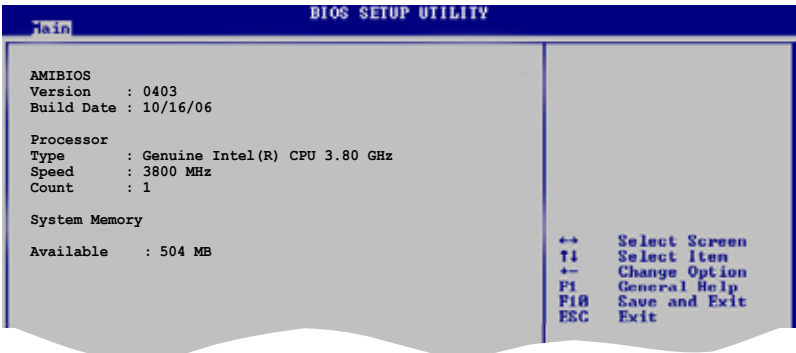 BIOS SETUP UTILITY
Main
AMIBIOS
Version : 0403
Build Date : 10/16/06
Processor
Type : Genuine Intel(R) CPU 3.80 GHz
Speed : 3800 MHz
Count : 1
System Memory
Available : 504 MB
↔ Select Screen
↑↓ Select Item
+- Change Option
F1 General Help
F10 Save and Exit
ESC Exit